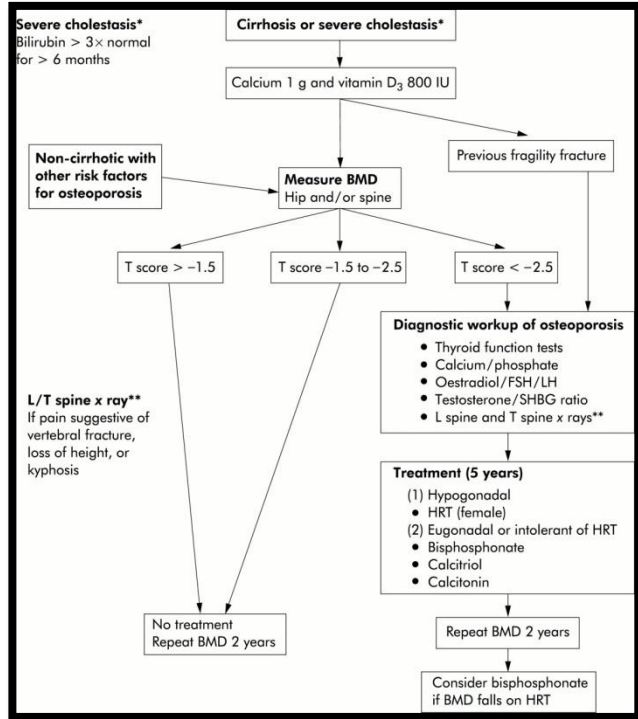 Severe cholestasis*
Bilirubin > 3× normal
for > 6 months
Cirrhosis or severe cholestasis*
Calcium 1 g and vitamin D₃ 800 IU
Non-cirrhotic with
other risk factors
for osteoporosis
Previous fragility fracture
Measure BMD
Hip and/or spine
T score > −1.5
T score −1.5 to −2.5
T score < −2.5
Diagnostic workup of osteoporosis
• Thyroid function tests
• Calcium/phosphate
• Oestradiol/FSH/LH
• Testosterone/SHBG ratio
• L spine and T spine x rays**
L/T spine x ray**
If pain suggestive of
vertebral fracture,
loss of height, or
kyphosis
Treatment (5 years)
(1) Hypogonadal
• HRT (female)
(2) Eugonadal or intolerant of HRT
• Bisphosphonate
• Calcitriol
• Calcitonin
No treatment
Repeat BMD 2 years
Repeat BMD 2 years
Consider bisphosphonate
if BMD falls on HRT